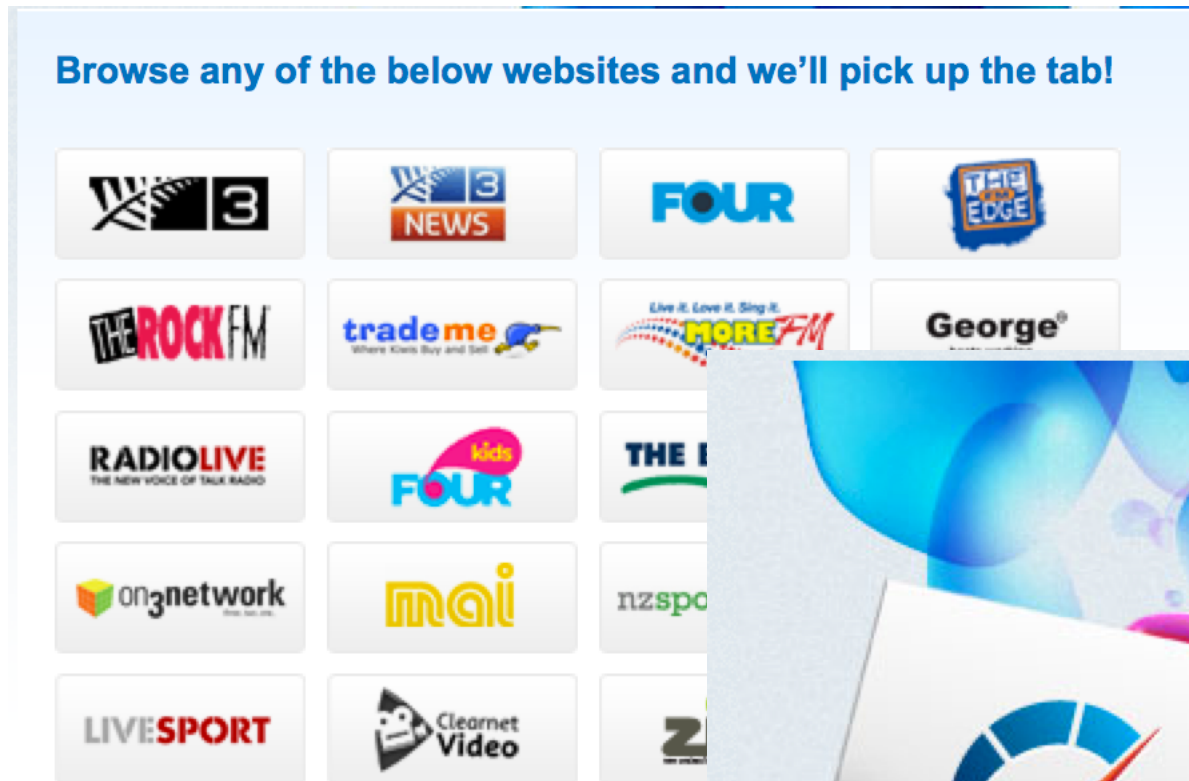 Browse any of the below websites and we'll pick up the tab!
3
3
NEWS
FOUR
THE
FM
EDGE
THE ROCK FM
trade me
Where Kiwis Buy and Sell
Live it. Love it. Sing it.
MORE FM
George
RADIOLIVE
THE NEW VOICE OF TALK RADIO
kids
FOUR
THE
on3network
mai
nzspo
LIVESPORT
Clearnet
Video